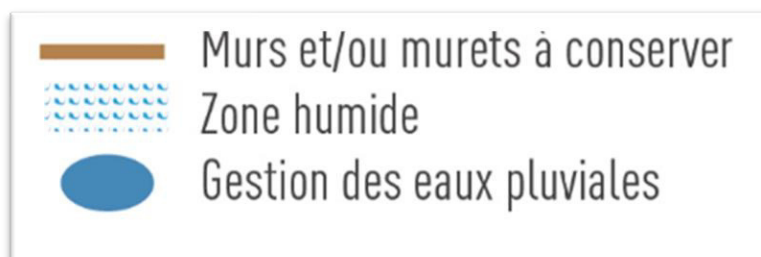 Murs et/ou murets à conserver
Zone humide
Gestion des eaux pluviales